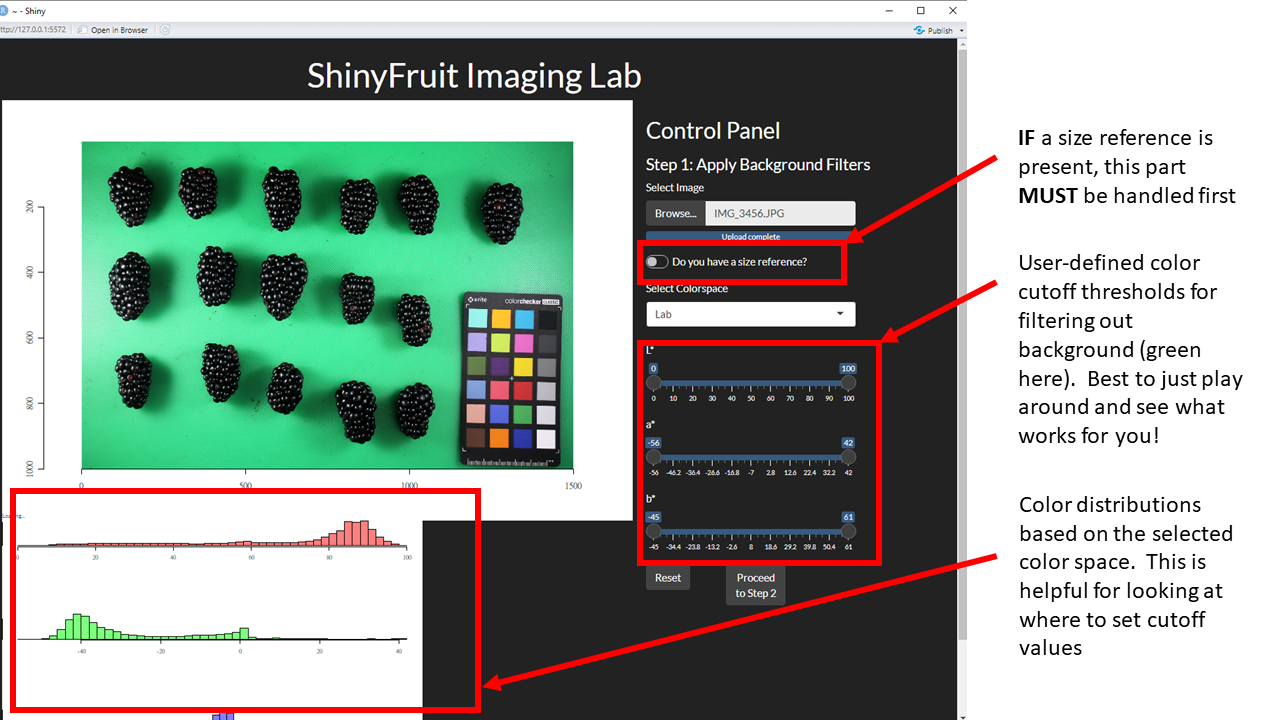 ~ - Shiny
ttp://127.0.0.1:5572
Open in Browser
Publish
ShinyFruit Imaging Lab
200
400
600
800
1000
0
500
1000
1500
x-rite
colorchecker CLASSIC
Control Panel
Step 1: Apply Background Filters
Select Image
Browse... IMG_3456.JPG
Upload complete
Do you have a size reference?
Select Colorspace
Lab
L*
0 100
0 10 20 30 40 50 60 70 80 90 100
a*
-56 42
-56 -46.2 -36.4 -26.6 -16.8 -7 2.8 12.6 22.4 32.2 42
b*
-45 61
-45 -34.4 -23.8 -13.2 -2.6 8 18.6 29.2 39.8 50.4 61
Reset
Proceed
to Step 2
0 20 40 60 80 100
-40 -20 0 20 40
IF a size reference is
present, this part
MUST be handled first
User-defined color
cutoff thresholds for
filtering out
background (green
here). Best to just play
around and see what
works for you!
Color distributions
based on the selected
color space. This is
helpful for looking at
where to set cutoff
values